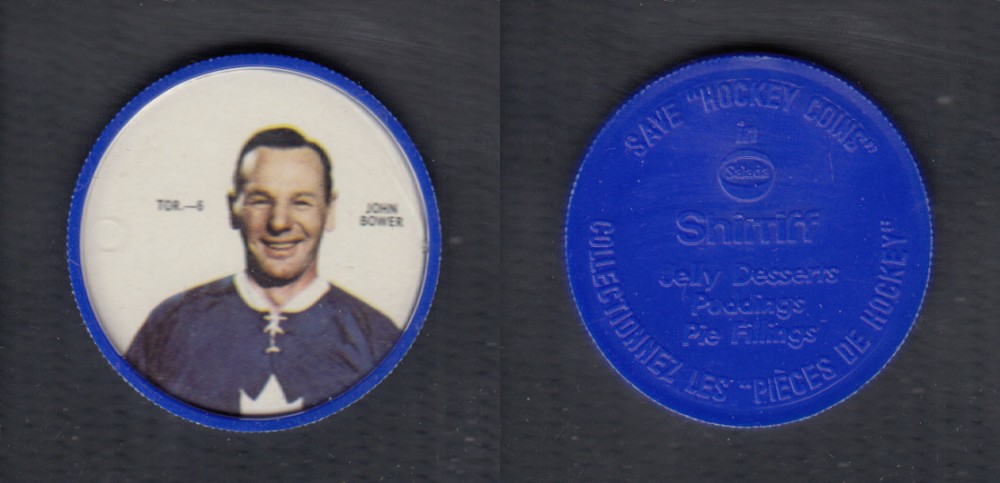 TOR.—6
JOHN
BOWER
SAVE "HOCKEY COINS"
in
Salada
Shirriff
Jelly Desserts
Puddings
Pie Fillings
COLLECTIONNEZ LES "PIÈCES DE HOCKEY"